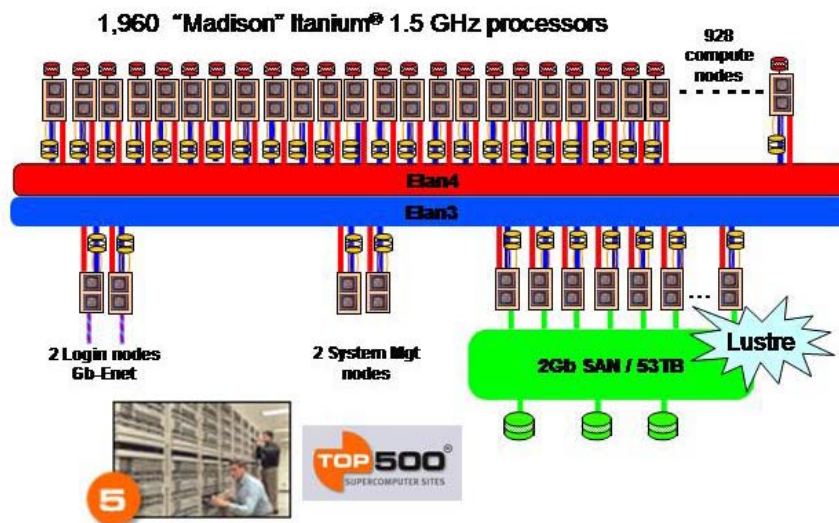 1,960 “Madison” Itanium® 1.5 GHz processors
928
compute
nodes
Elan4
Elan3
2 Login nodes
Gb-Enet
2 System Mgt
nodes
...
Lustre
2Gb SAN / 53TB
5
TOP500®
SUPERCOMPUTER SITES